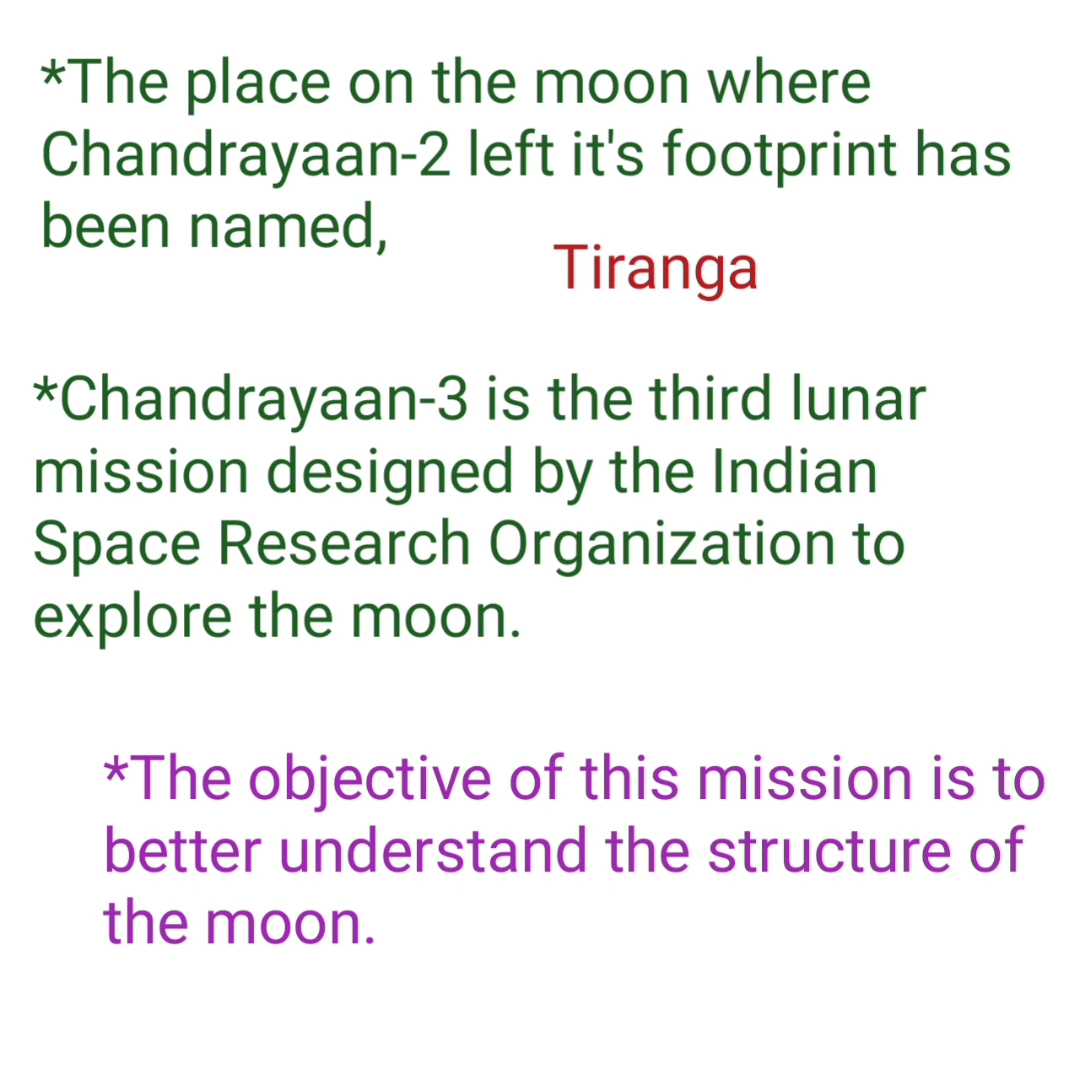 *The place on the moon where
Chandrayaan-2 left it's footprint has
been named,
Tiranga
*Chandrayaan-3 is the third lunar
mission designed by the Indian
Space Research Organization to
explore the moon.
*The objective of this mission is to
better understand the structure of
the moon.